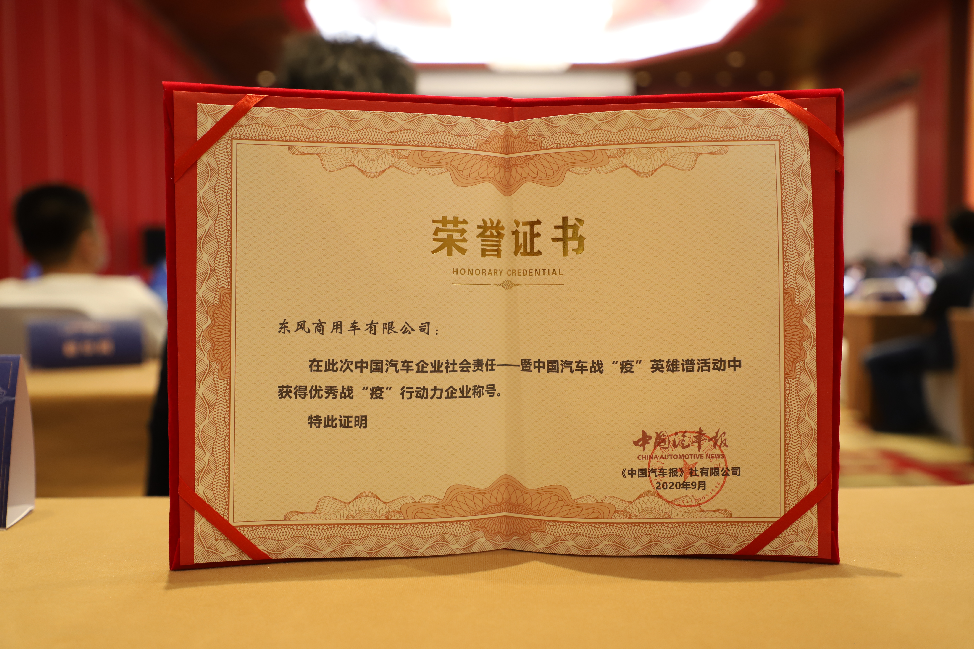 荣誉证书
HONORARY CREDENTIAL
东风商用车有限公司：
在此次中国汽车企业社会责任——暨中国汽车战“疫”英雄谱活动中
获得优秀战“疫”行动力企业称号。
特此证明
中国汽车报
CHINA AUTOMOTIVE NEWS
《中国汽车报》社有限公司
2020年9月